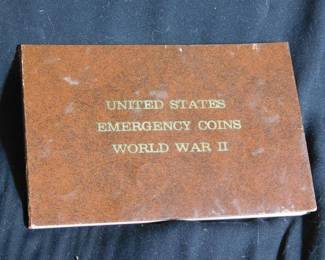 UNITED STATES
EMERGENCY COINS
WORLD WAR II